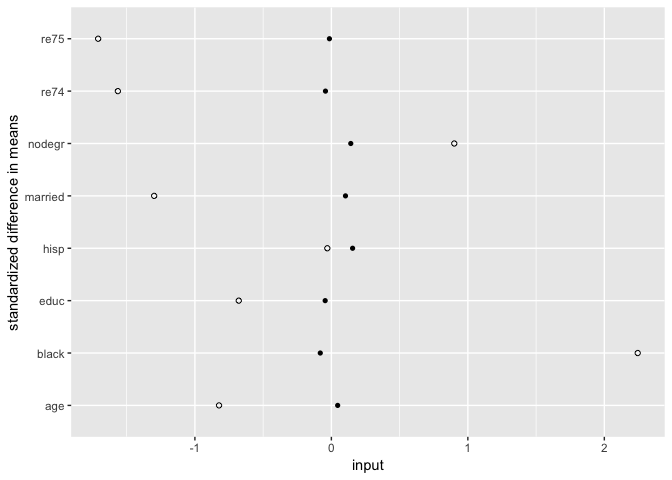 standardized difference in means
re75
re74
nodegr
married
hisp
educ
black
age
-1
0
1
2
input